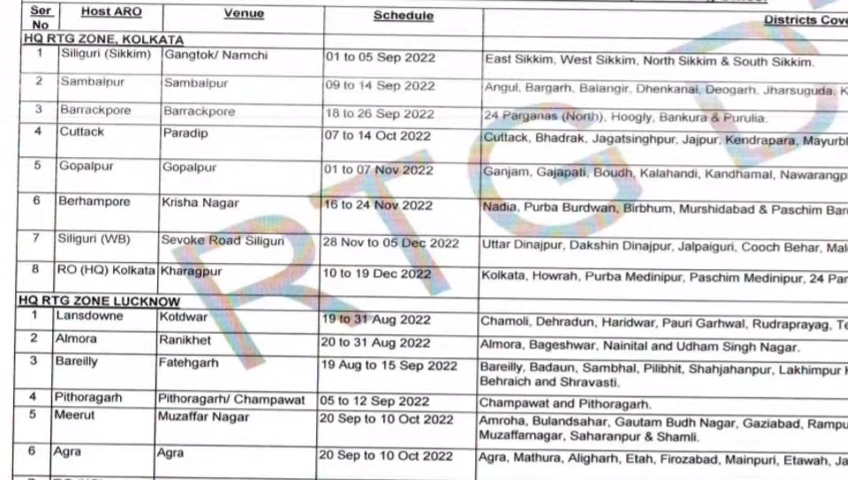 Ser No Host ARO Venue Schedule Districts Cove
HQ RTG ZONE, KOLKATA
1 Siliguri (Sikkim) Gangtok/ Namchi 01 to 05 Sep 2022 East Sikkim, West Sikkim, North Sikkim & South Sikkim.
2 Sambalpur Sambalpur 09 to 14 Sep 2022 Angul, Bargarh, Balangir, Dhenkanal, Deogarh, Jharsuguda, K
3 Barrackpore Barrackpore 18 to 26 Sep 2022 24 Parganas (North), Hoogly, Bankura & Purulia.
4 Cuttack Paradip 07 to 14 Oct 2022 Cuttack, Bhadrak, Jagatsinghpur, Jajpur, Kendrapara, Mayurbh
5 Gopalpur Gopalpur 01 to 07 Nov 2022 Ganjam, Gajapati, Boudh, Kalahandi, Kandhamal, Nawarangp
6 Berhampore Krisha Nagar 16 to 24 Nov 2022 Nadia, Purba Burdwan, Birbhum, Murshidabad & Paschim Bar
7 Siliguri (WB) Sevoke Road Siliguri 28 Nov to 05 Dec 2022 Uttar Dinajpur, Dakshin Dinajpur, Jalpaiguri, Cooch Behar, Mal
8 RO (HQ) Kolkata Kharagpur 10 to 19 Dec 2022 Kolkata, Howrah, Purba Medinipur, Paschim Medinipur, 24 Par
HQ RTG ZONE LUCKNOW
1 Lansdowne Kotdwar 19 to 31 Aug 2022 Chamoli, Dehradun, Haridwar, Pauri Garhwal, Rudraprayag, Te
2 Almora Ranikhet 20 to 31 Aug 2022 Almora, Bageshwar, Nainital and Udham Singh Nagar.
3 Bareilly Fatehgarh 19 Aug to 15 Sep 2022 Bareilly, Badaun, Sambhal, Pilibhit, Shahjahanpur, Lakhimpur
Behraich and Shravasti.
4 Pithoragarh Pithoragarh/ Champawat 05 to 12 Sep 2022 Champawat and Pithoragarh.
5 Meerut Muzaffar Nagar 20 Sep to 10 Oct 2022 Amroha, Bulandsahar, Gautam Budh Nagar, Gaziabad, Rampu
Muzaffarnagar, Saharanpur & Shamli.
6 Agra Agra 20 Sep to 10 Oct 2022 Agra, Mathura, Aligharh, Etah, Firozabad, Mainpuri, Etawah, Ja
RTG D